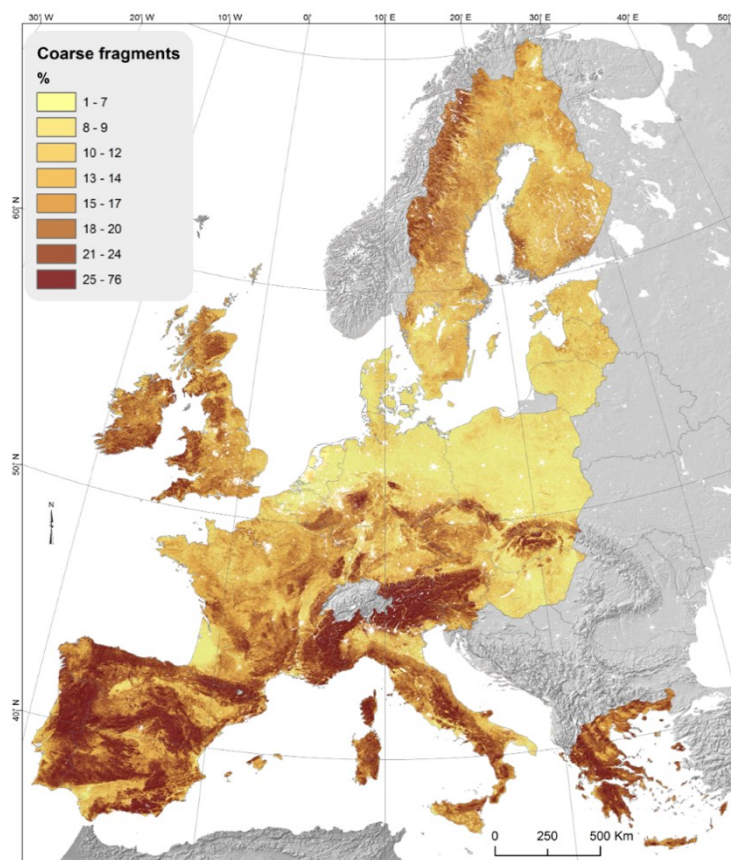 30°W 20°W 10°W 0° 10°E 20°E 30°E 40°E 50°E
Coarse fragments
%
1 - 7
8 - 9
10 - 12
13 - 14
15 - 17
18 - 20
21 - 24
25 - 76
60°N
50°N
N
40°N
0 250 500 Km